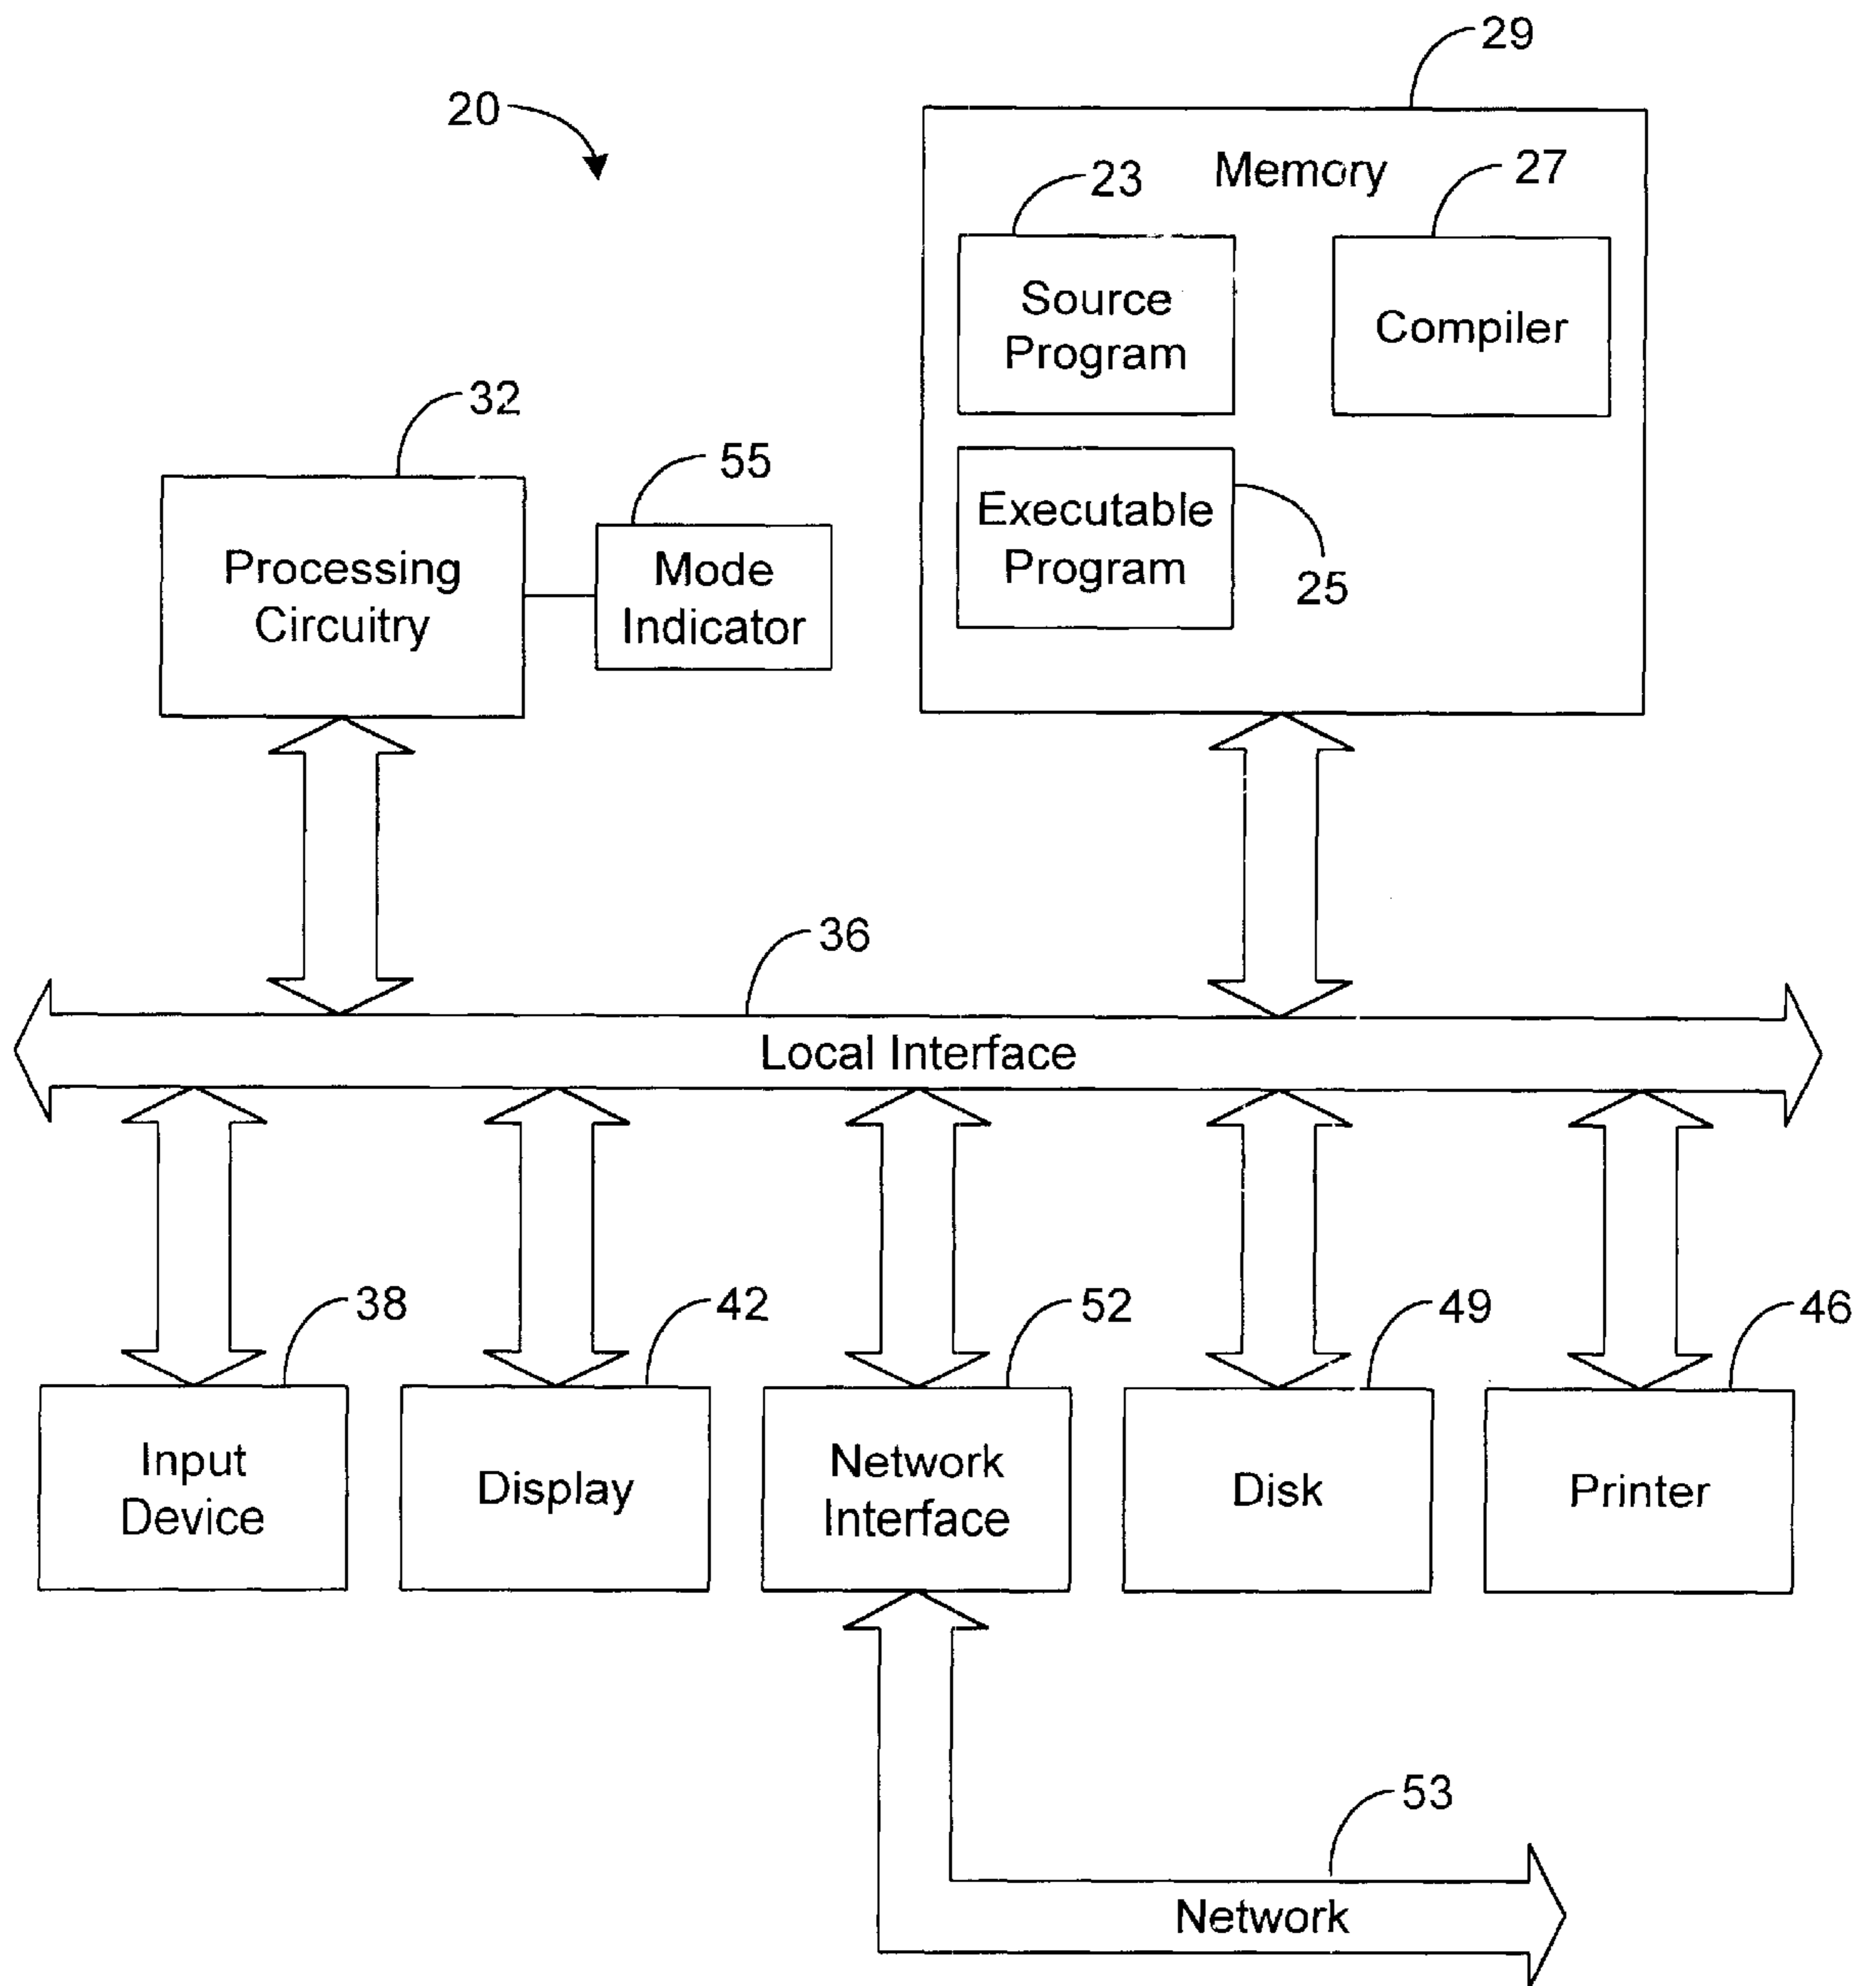 29
20
Memory
23
27
Source
Program
Compiler
32
55
Executable
Program
25
Processing
Circuitry
Mode
Indicator
36
Local Interface
38
42
52
49
46
Input
Device
Display
Network
Interface
Disk
Printer
53
Network